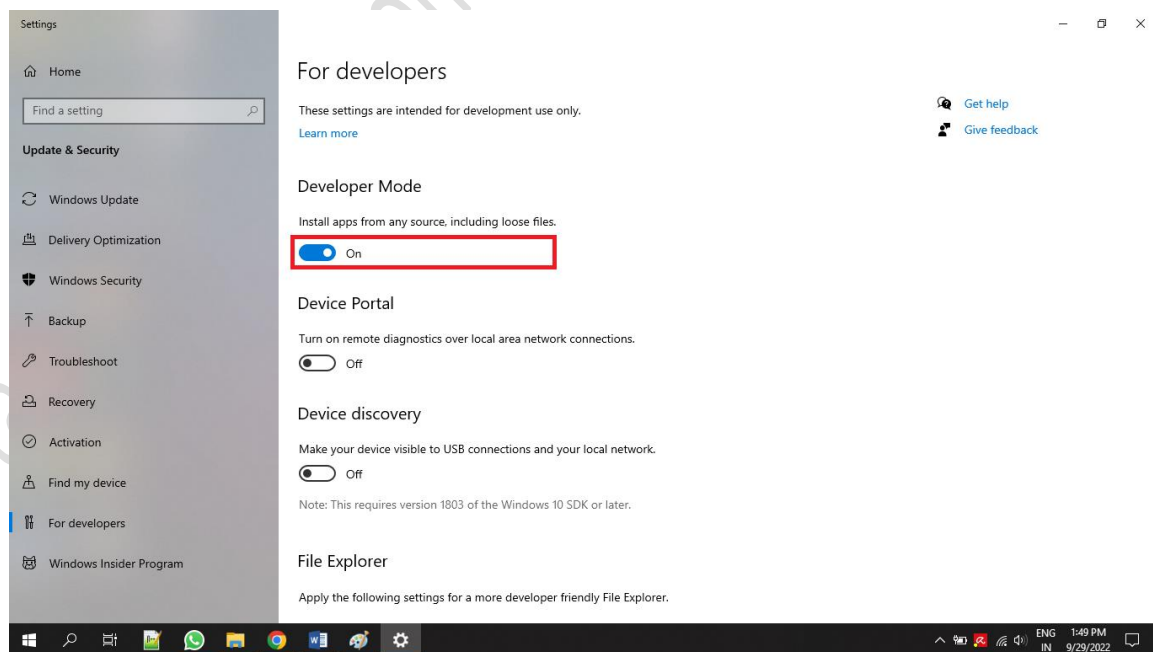 Settings
Home
Find a setting
Update & Security
Windows Update
Delivery Optimization
Windows Security
Backup
Troubleshoot
Recovery
Activation
Find my device
For developers
Windows Insider Program
For developers
These settings are intended for development use only.
Learn more
Developer Mode
Install apps from any source, including loose files.
On
Device Portal
Turn on remote diagnostics over local area network connections.
Off
Device discovery
Make your device visible to USB connections and your local network.
Off
Note: This requires version 1803 of the Windows 10 SDK or later.
File Explorer
Apply the following settings for a more developer friendly File Explorer.
Get help
Give feedback
ENG
IN
1:49 PM
9/29/2022